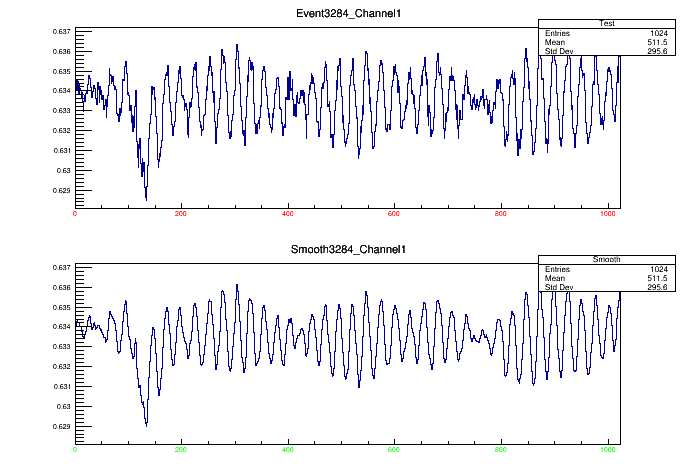 Event3284_Channel1
Test
Entries 1024
Mean 511.5
Std Dev 295.6
0.637
0.636
0.635
0.634
0.633
0.632
0.631
0.63
0.629
0 200 400 600 800 1000
Smooth3284_Channel1
Smooth
Entries 1024
Mean 511.5
Std Dev 295.6
0.637
0.636
0.635
0.634
0.633
0.632
0.631
0.63
0.629
0 200 400 600 800 1000